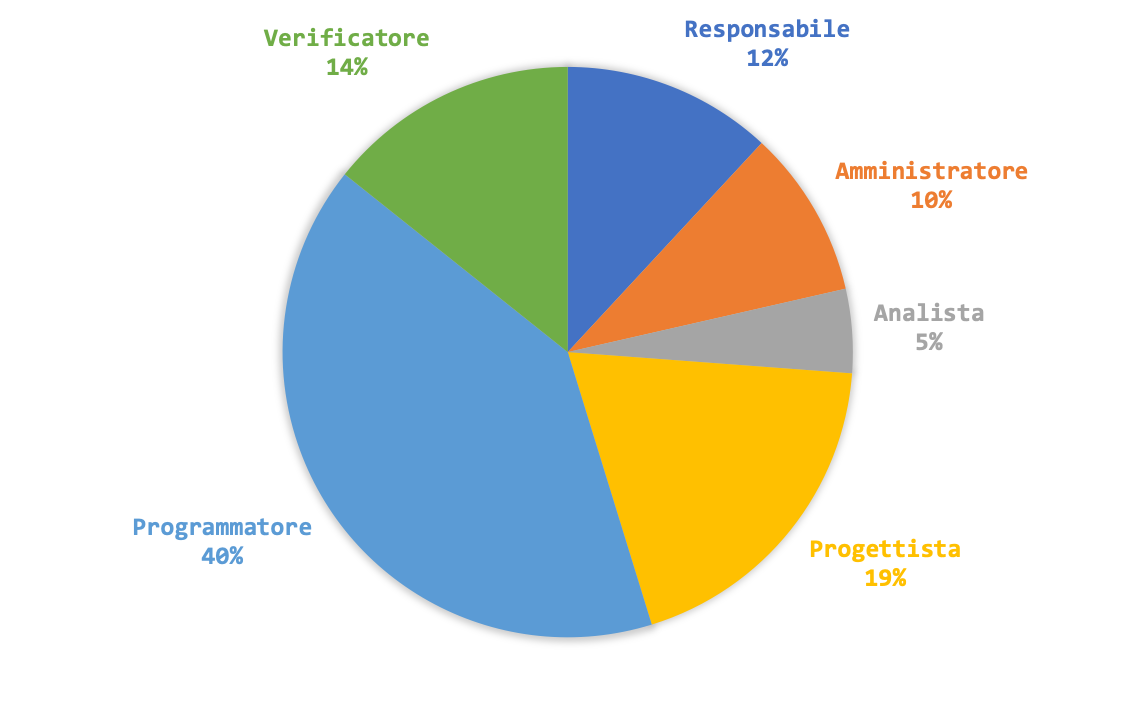 Verificatore
14%
Responsabile
12%
Amministratore
10%
Analista
5%
Progettista
19%
Programmatore
40%